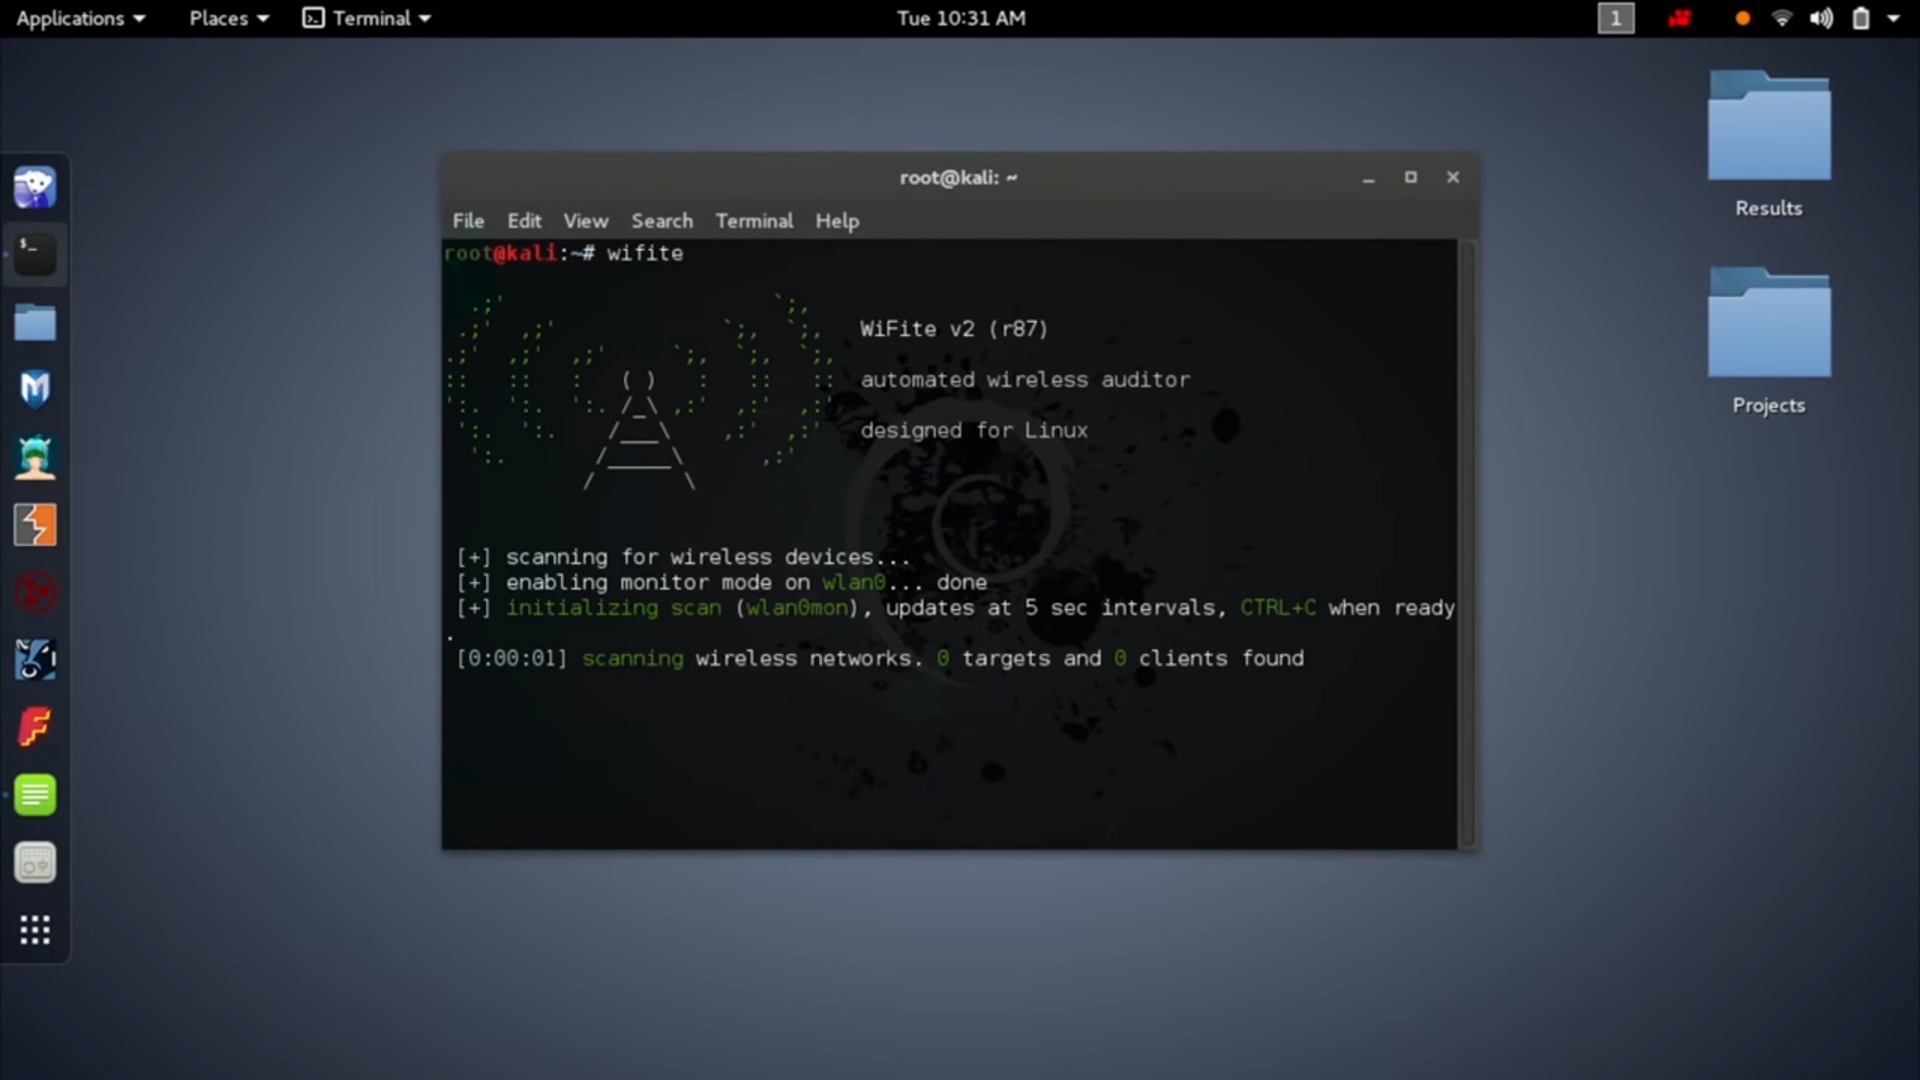 Applications Places Terminal Tue 10:31 AM 1
root@kali: ~
File Edit View Search Terminal Help
root@kali:~# wifite
WiFite v2 (r87)
automated wireless auditor
designed for Linux
[+] scanning for wireless devices...
[+] enabling monitor mode on wlan0... done
[+] initializing scan (wlan0mon), updates at 5 sec intervals, CTRL+C when ready
.
[0:00:01] scanning wireless networks. 0 targets and 0 clients found
Results
Projects